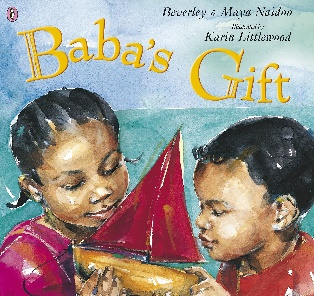 Beverley & Maya Naidoo
Illustrated by
Karin Littlewood
Baba's
Gift